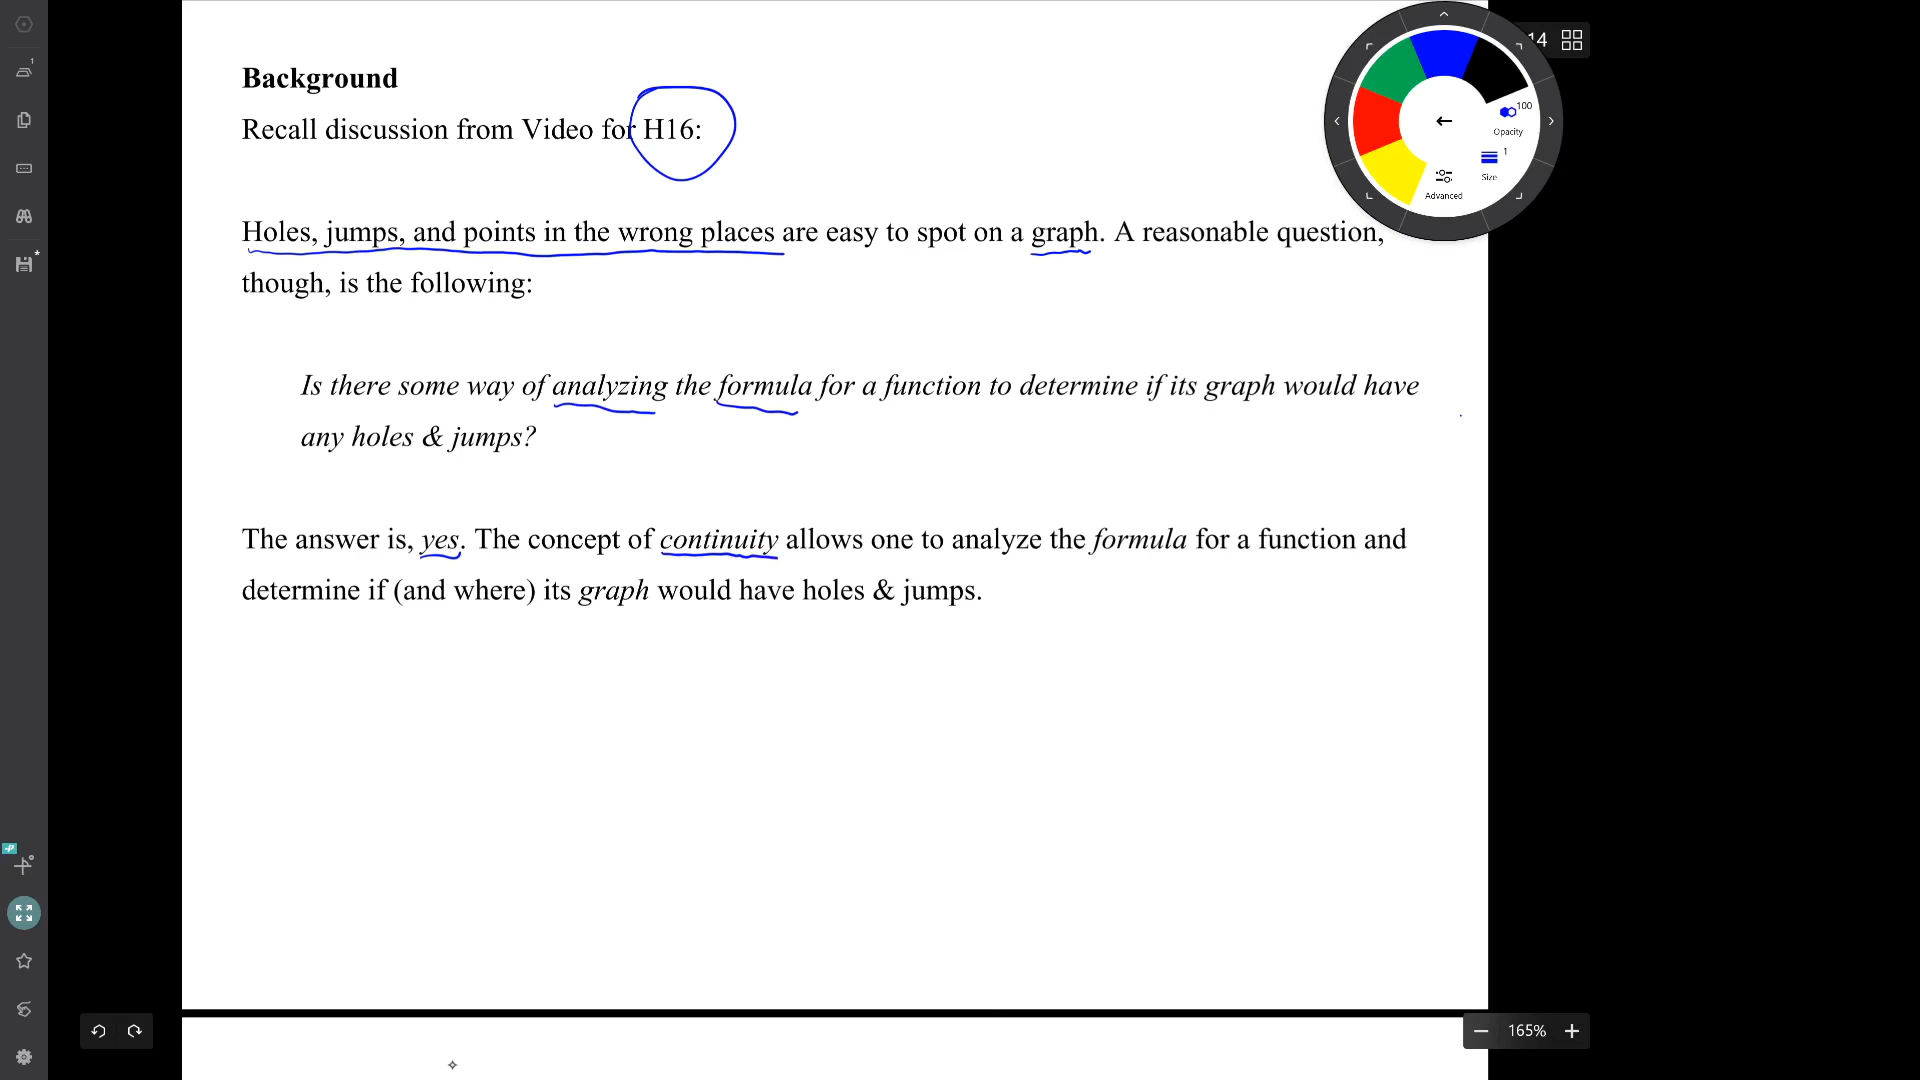 Background
Recall discussion from Video for H16:
Holes, jumps, and points in the wrong places are easy to spot on a graph. A reasonable question,
though, is the following:
Is there some way of analyzing the formula for a function to determine if its graph would have
any holes & jumps?
The answer is, yes. The concept of continuity allows one to analyze the formula for a function and
determine if (and where) its graph would have holes & jumps.
14
100
Opacity
1
Size
Advanced
1
165%